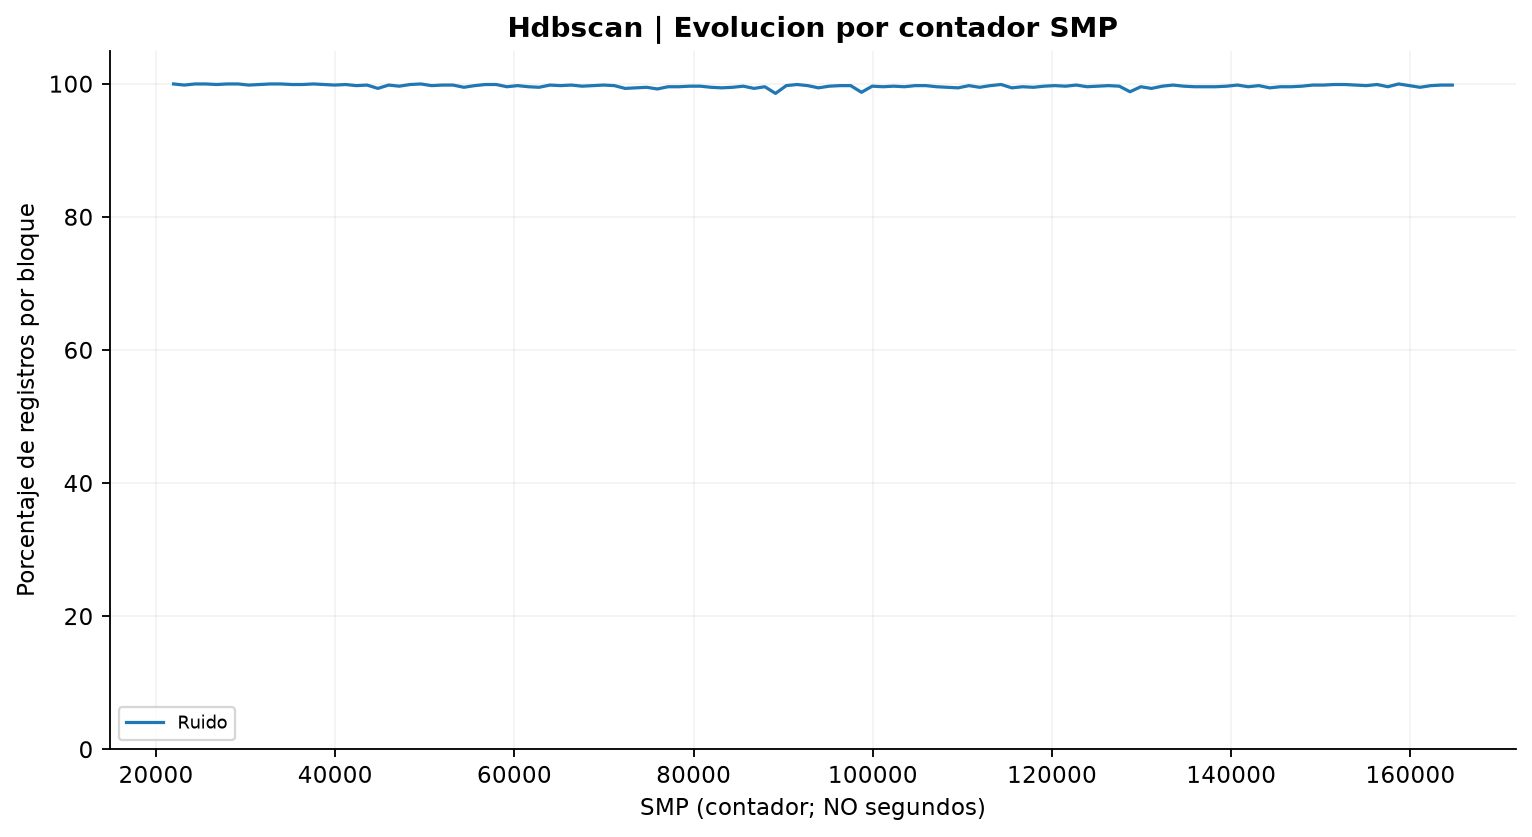 Hdbscan | Evolucion por contador SMP
Porcentaje de registros por bloque
100
80
60
40
20
0
Ruido
20000 40000 60000 80000 100000 120000 140000 160000
SMP (contador; NO segundos)